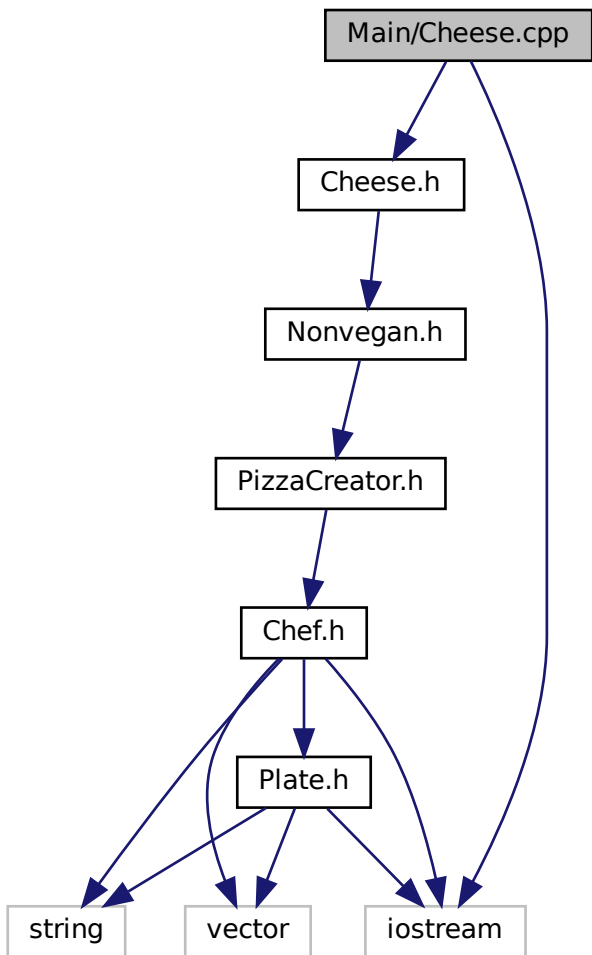 Main/Cheese.cpp
Cheese.h
Nonvegan.h
PizzaCreator.h
Chef.h
Plate.h
string
vector
iostream